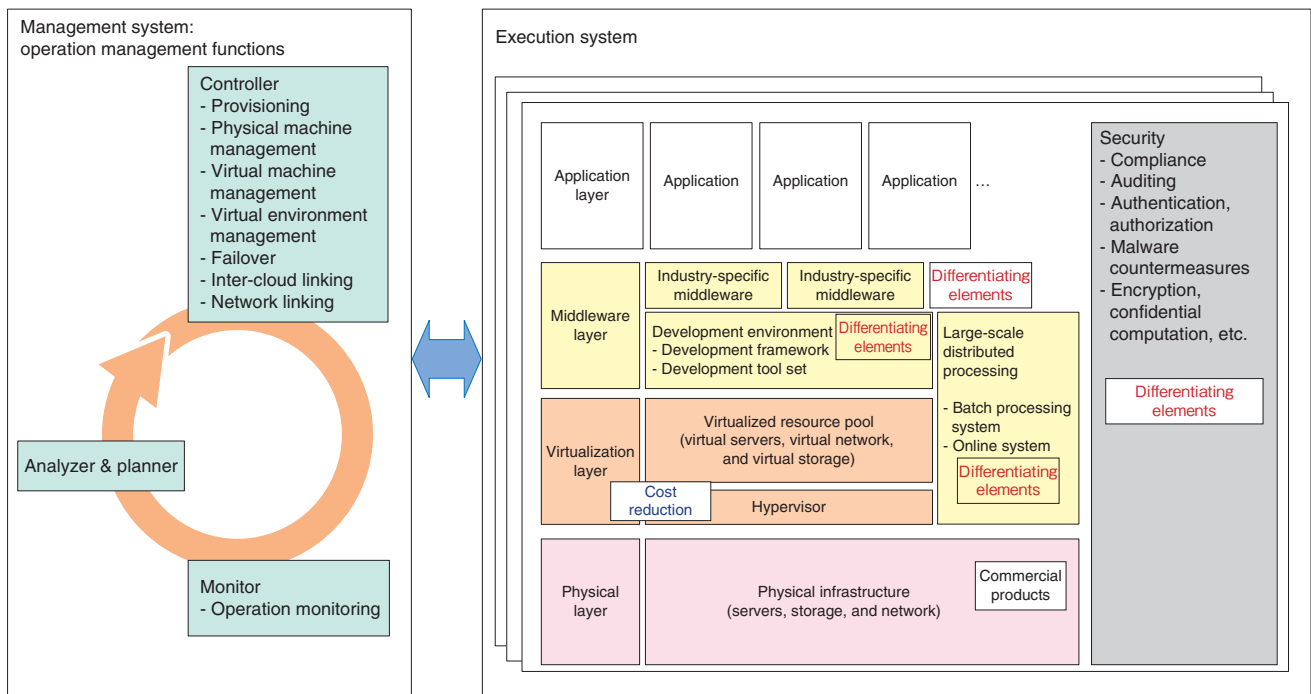 Management system:
operation management functions
Controller
- Provisioning
- Physical machine
management
- Virtual machine
management
- Virtual environment
management
- Failover
- Inter-cloud linking
- Network linking
Analyzer & planner
Monitor
- Operation monitoring
Execution system
Application
layer
Application
Application
Application
...
Middleware
layer
Industry-specific
middleware
Industry-specific
middleware
Differentiating
elements
Development environment
- Development framework
- Development tool set
Differentiating
elements
Large-scale
distributed
processing
- Batch processing
system
- Online system
Differentiating
elements
Virtualization
layer
Virtualized resource pool
(virtual servers, virtual network,
and virtual storage)
Cost
reduction
Hypervisor
Physical
layer
Physical infrastructure
(servers, storage, and network)
Commercial
products
Security
- Compliance
- Auditing
- Authentication,
authorization
- Malware
countermeasures
- Encryption,
confidential
computation, etc.
Differentiating
elements